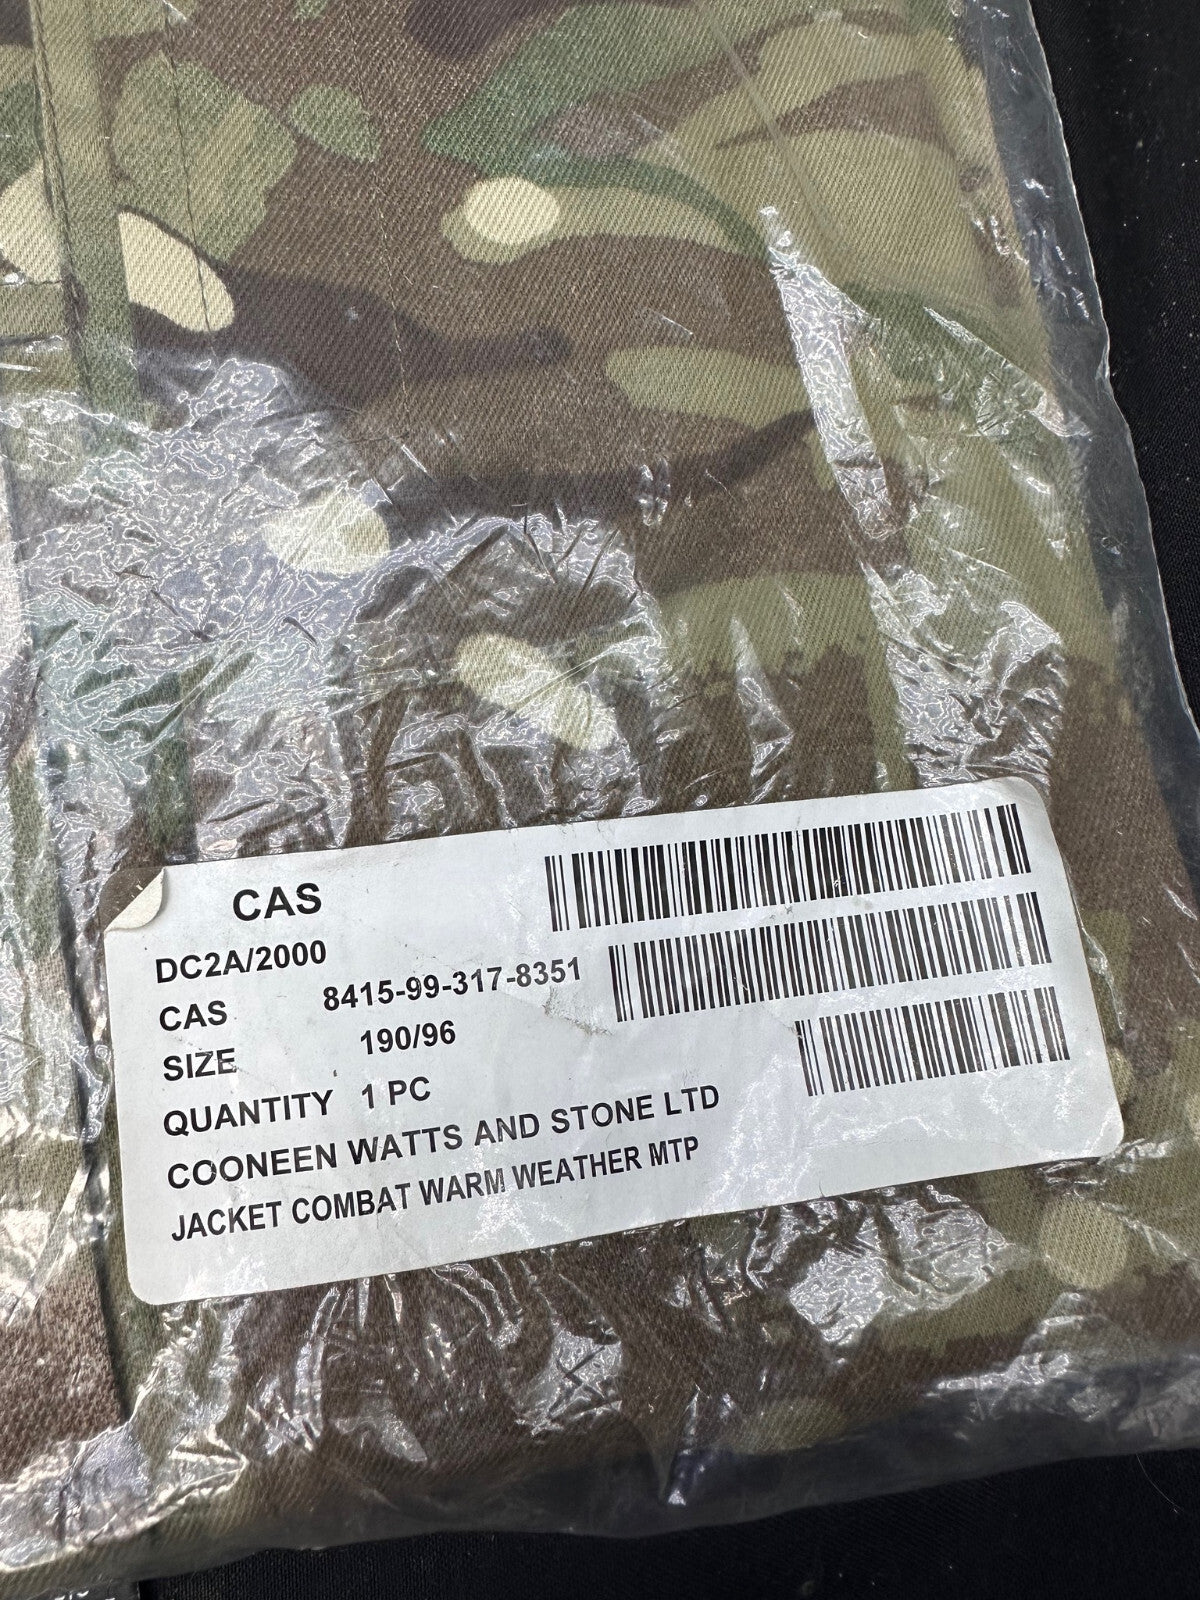 CAS
DC2A/2000
CAS 8415-99-317-8351
SIZE 190/96
QUANTITY 1 PC
COONEEN WATTS AND STONE LTD
JACKET COMBAT WARM WEATHER MTP